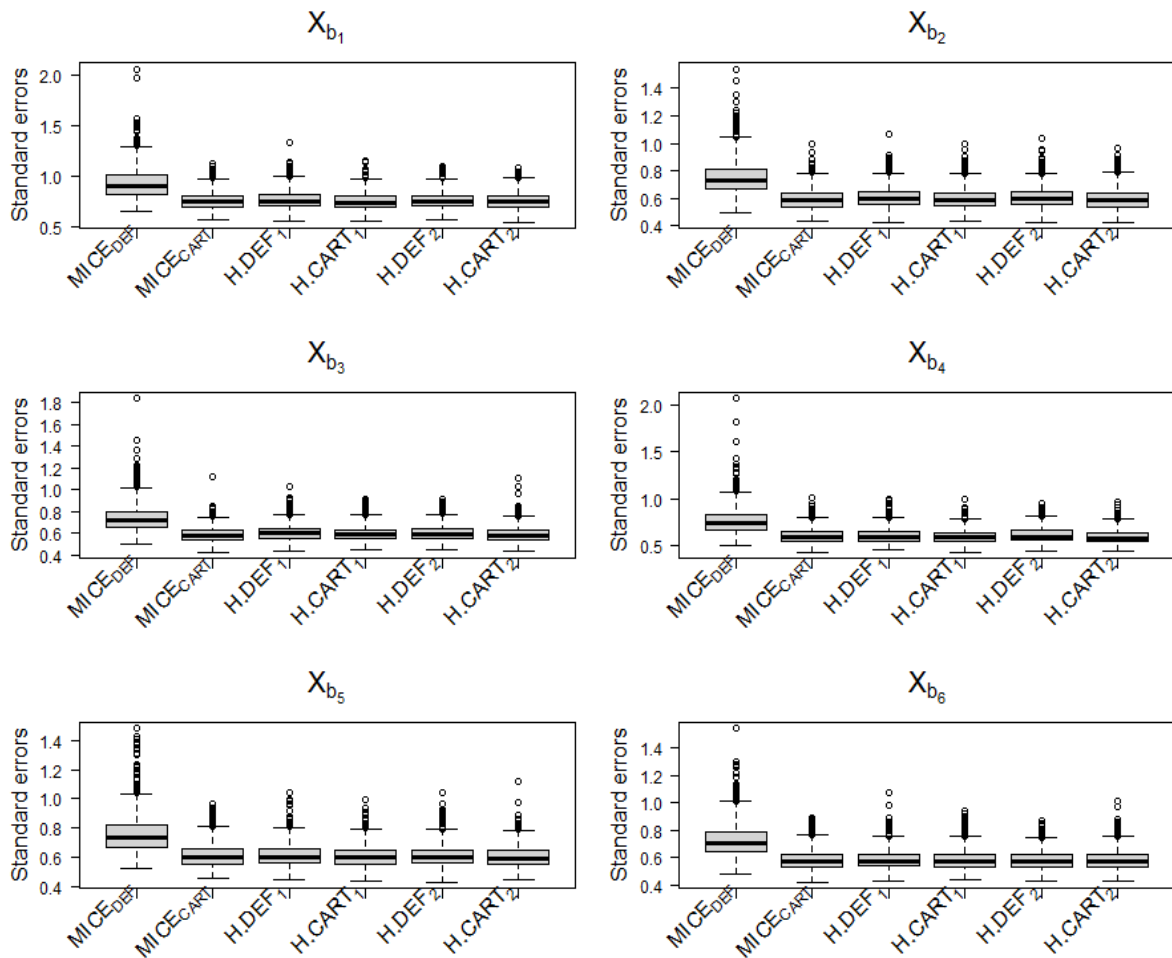 X_b1
X_b2
Standard errors
2.0
1.5
1.0
0.5
MICE_DEF
MICE_CART
H.DEF_1
H.CART_1
H.DEF_2
H.CART_2
Standard errors
1.4
1.2
1.0
0.8
0.6
0.4
MICE_DEF
MICE_CART
H.DEF_1
H.CART_1
H.DEF_2
H.CART_2
X_b3
X_b4
Standard errors
1.8
1.6
1.4
1.2
1.0
0.8
0.6
0.4
MICE_DEF
MICE_CART
H.DEF_1
H.CART_1
H.DEF_2
H.CART_2
Standard errors
2.0
1.5
1.0
0.5
MICE_DEF
MICE_CART
H.DEF_1
H.CART_1
H.DEF_2
H.CART_2
X_b5
X_b6
Standard errors
1.4
1.2
1.0
0.8
0.6
0.4
MICE_DEF
MICE_CART
H.DEF_1
H.CART_1
H.DEF_2
H.CART_2
Standard errors
1.4
1.2
1.0
0.8
0.6
0.4
MICE_DEF
MICE_CART
H.DEF_1
H.CART_1
H.DEF_2
H.CART_2